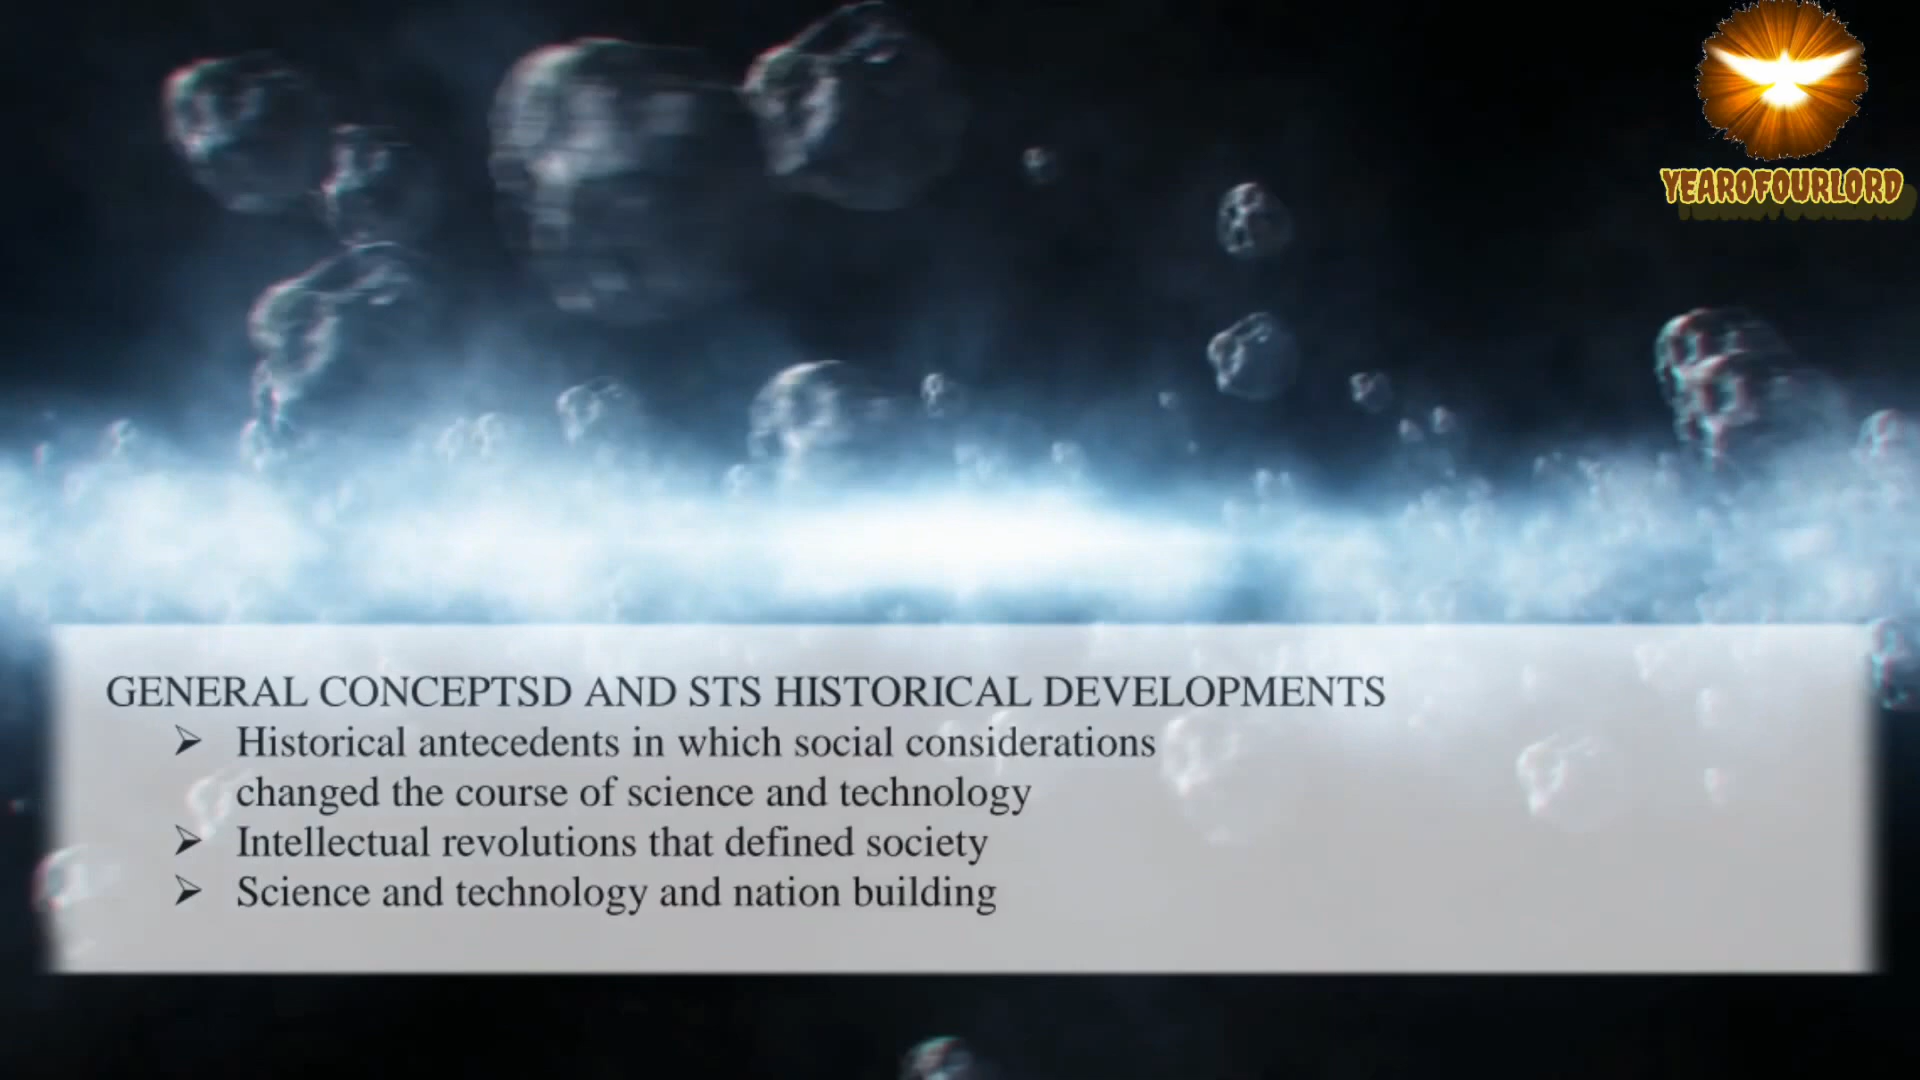 YEAROFOURLORD
GENERAL CONCEPTSD AND STS HISTORICAL DEVELOPMENTS
➢ Historical antecedents in which social considerations
changed the course of science and technology
➢ Intellectual revolutions that defined society
➢ Science and technology and nation building